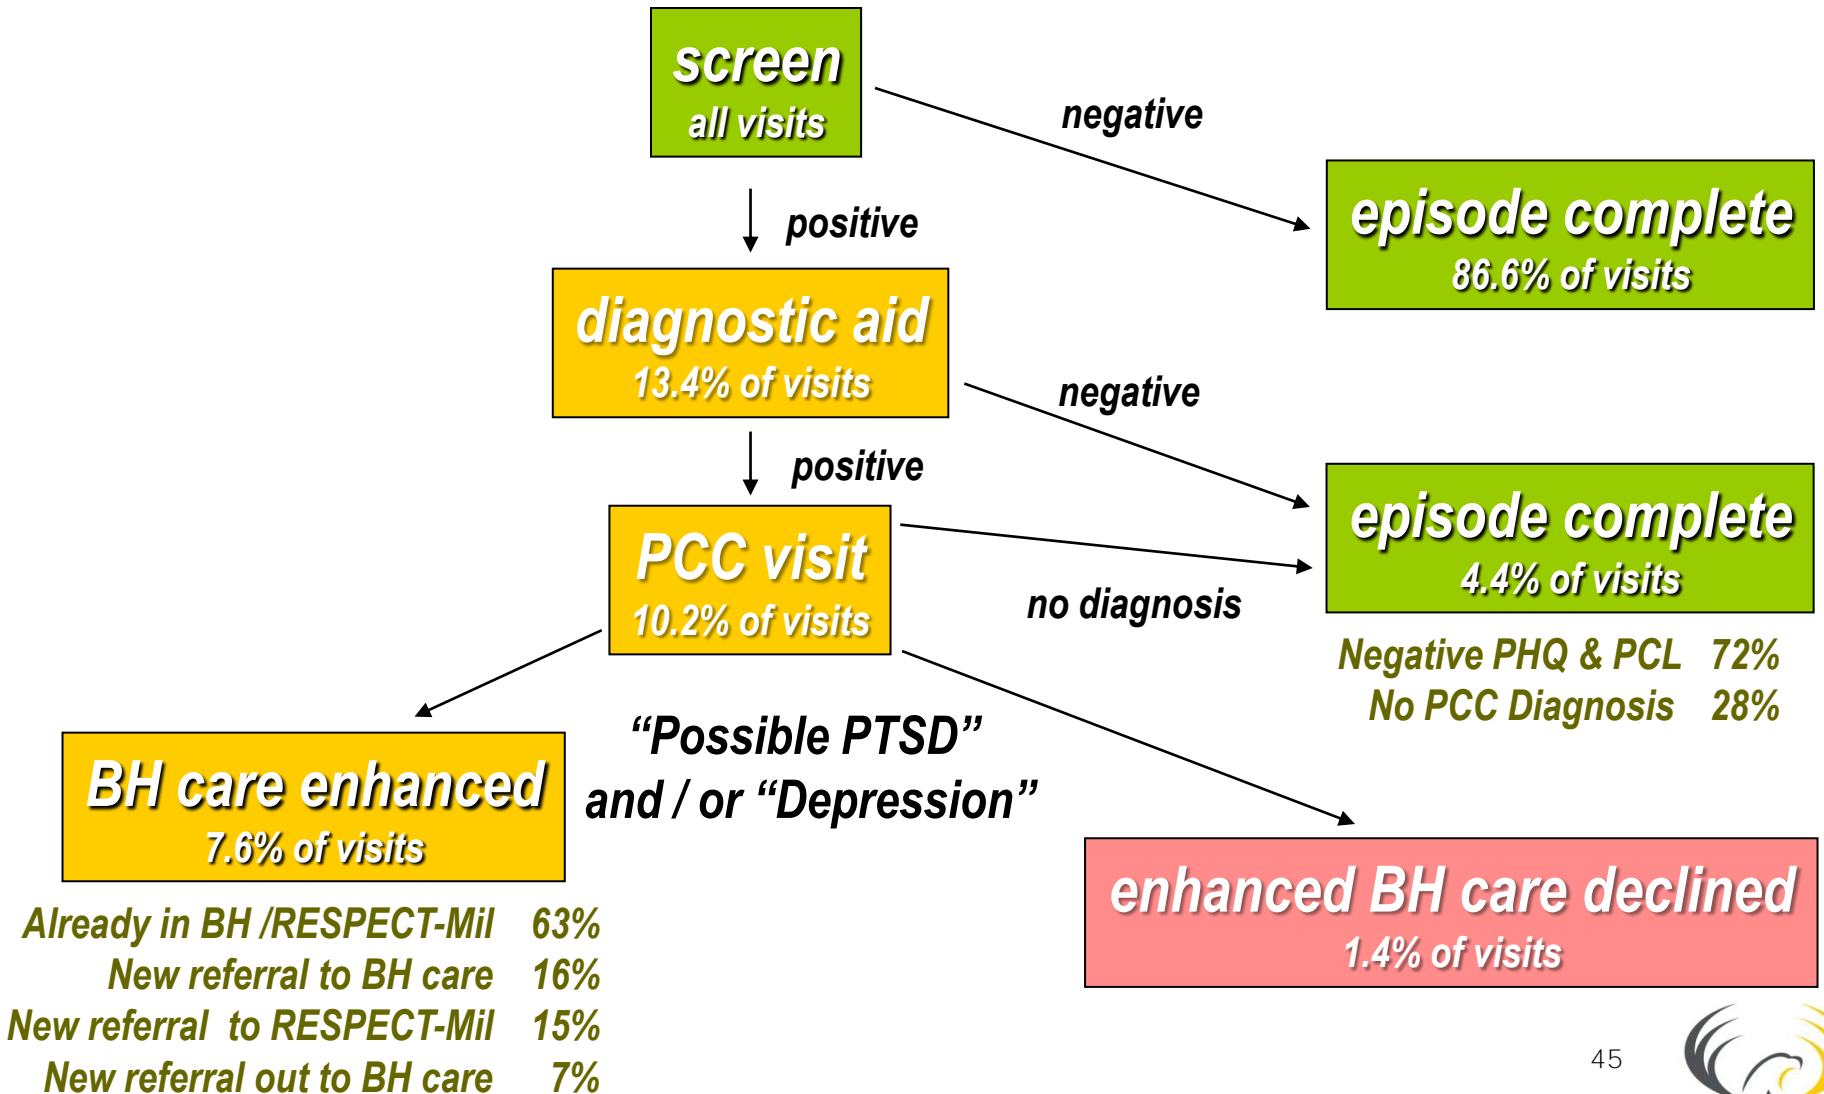 screen
all visits
negative
episode complete
86.6% of visits
positive
diagnostic aid
13.4% of visits
negative
positive
episode complete
4.4% of visits
PCC visit
10.2% of visits
no diagnosis
Negative PHQ & PCL 72%
No PCC Diagnosis 28%
“Possible PTSD”
and / or “Depression”
BH care enhanced
7.6% of visits
enhanced BH care declined
1.4% of visits
Already in BH /RESPECT-Mil 63%
New referral to BH care 16%
New referral to RESPECT-Mil 15%
New referral out to BH care 7%
45